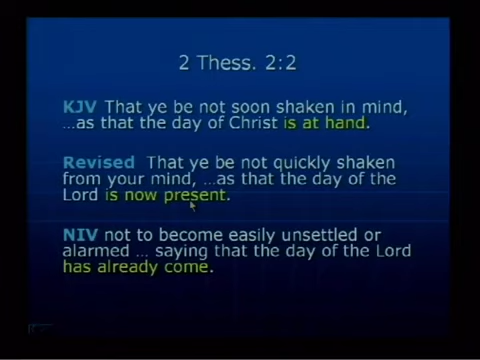 2 Thess. 2:2
KJV That ye be not soon shaken in mind,
...as that the day of Christ is at hand.
Revised That ye be not quickly shaken
from your mind, ...as that the day of the
Lord is now present.
NIV not to become easily unsettled or
alarmed ... saying that the day of the Lord
has already come.